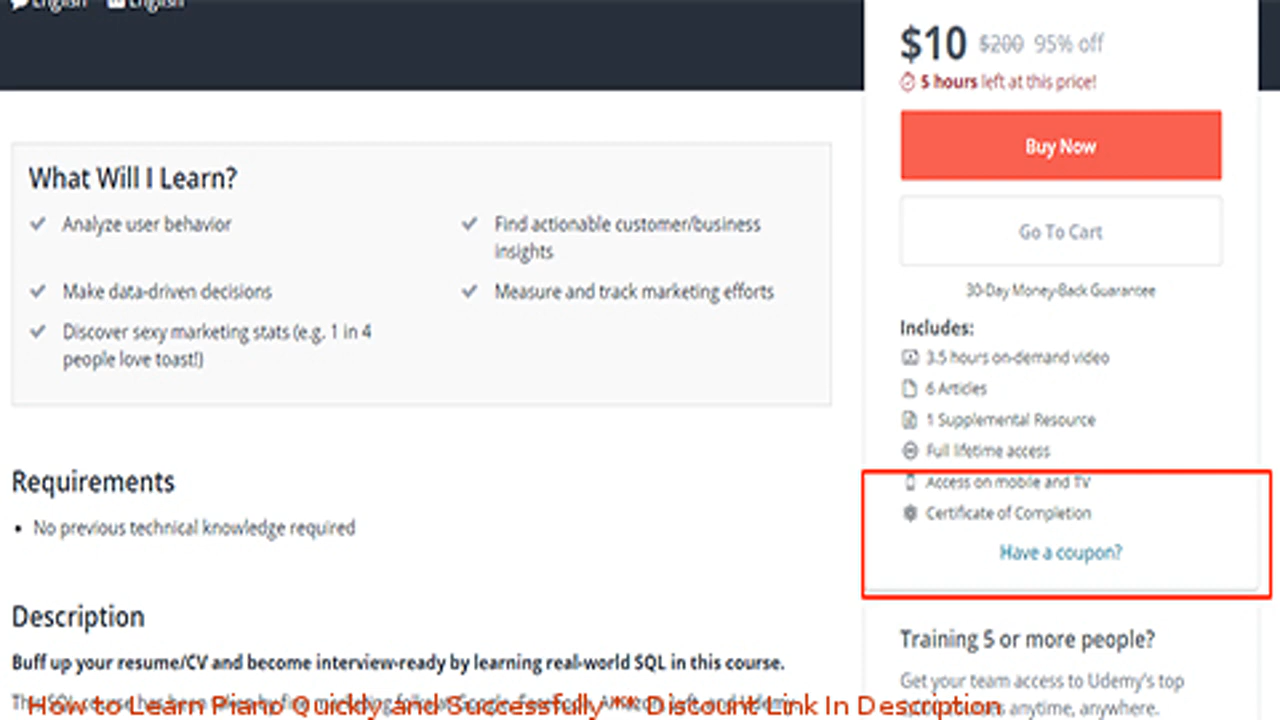 English English
$10 $200 95% off
5 hours left at this price!
Buy Now
Go To Cart
30-Day Money-Back Guarantee
Includes:
3.5 hours on-demand video
6 Articles
1 Supplemental Resource
Full lifetime access
Access on mobile and TV
Certificate of Completion
Have a coupon?
Training 5 or more people?
Get your team access to Udemy's top
anytime, anywhere.
What Will I Learn?
Analyze user behavior
Find actionable customer/business
insights
Make data-driven decisions
Measure and track marketing efforts
Discover sexy marketing stats (e.g. 1 in 4
people love toast!)
Requirements
No previous technical knowledge required
Description
Buff up your resume/CV and become interview-ready by learning real-world SQL in this course.
How to Learn Piano Quickly and Successfully *** Discount Link In Description